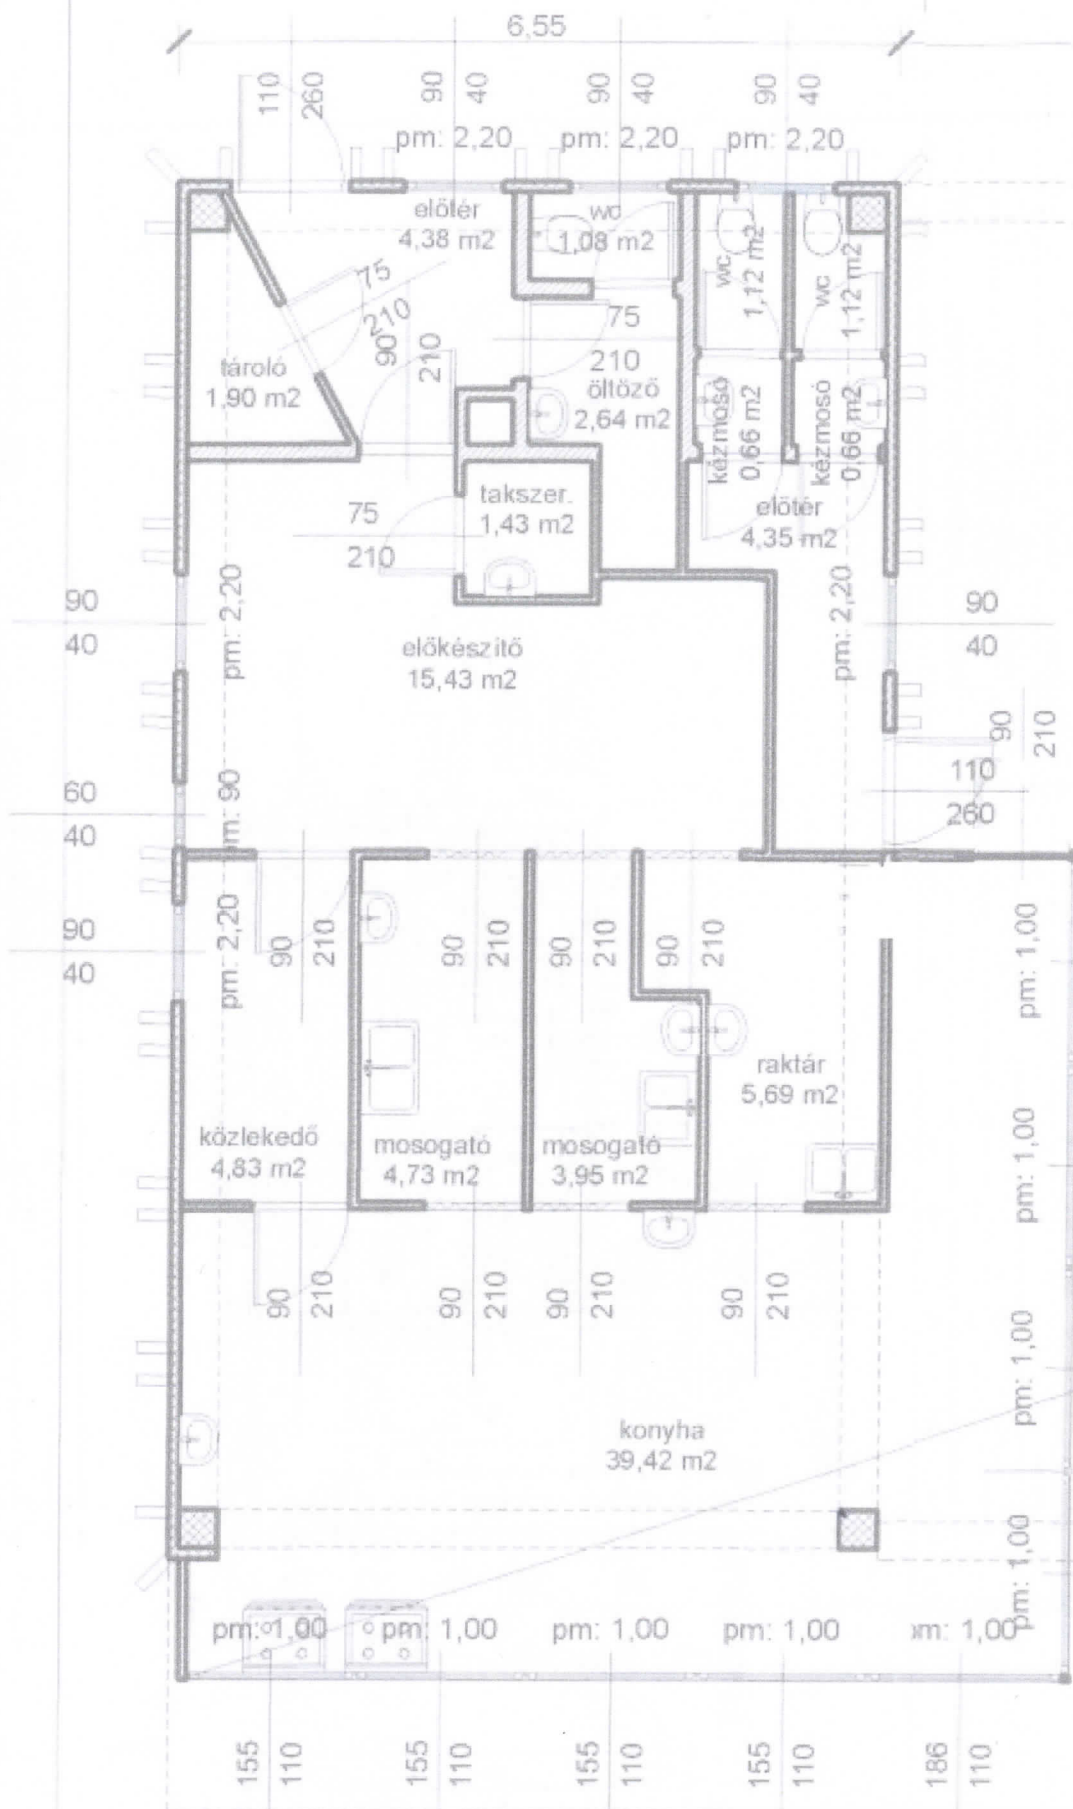 6,55
110
260
90
40
90
40
90
40
pm: 2,20
pm: 2,20
pm: 2,20
előtér
4,38 m2
wc
1,08 m2
wc
1,12 m2
wc
1,12 m2
75
210
90
210
75
210
tároló
1,90 m2
öltöző
2,64 m2
kézmosó
0,66 m2
kézmosó
0,66 m2
takszer.
1,43 m2
75
210
előtér
4,35 m2
90
40
pm: 2,20
pm: 2,20
90
40
előkészítő
15,43 m2
90
210
110
260
60
40
m: 90
90
40
pm: 2,20
90
210
90
210
90
210
90
210
pm: 1,00
raktár
5,69 m2
közlekedő
4,83 m2
mosogató
4,73 m2
mosogató
3,95 m2
pm: 1,00
90
210
90
210
90
210
90
210
pm: 1,00
konyha
39,42 m2
pm: 1,00
pm: 1,00
pm: 1,00
pm: 1,00
pm: 1,00
m: 1,00
155
110
155
110
155
110
155
110
186
110